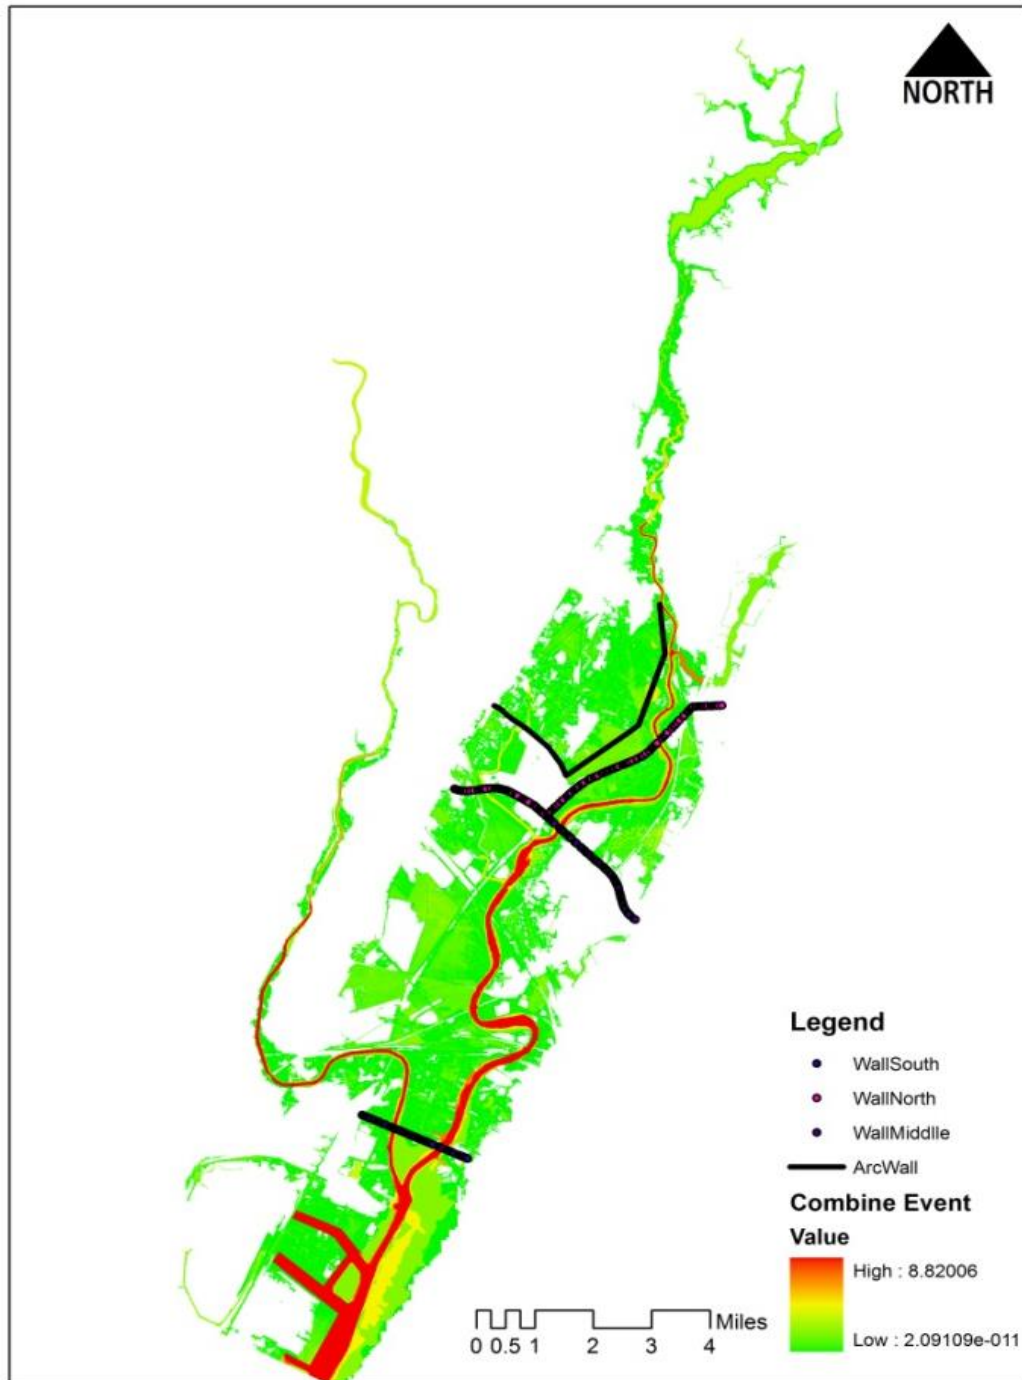 NORTH
Legend
WallSouth
WallNorth
WallMiddlle
ArcWall
Combine Event
Value
High : 8.82006
Low : 2.09109e-011
Miles
0 0.5 1 2 3 4